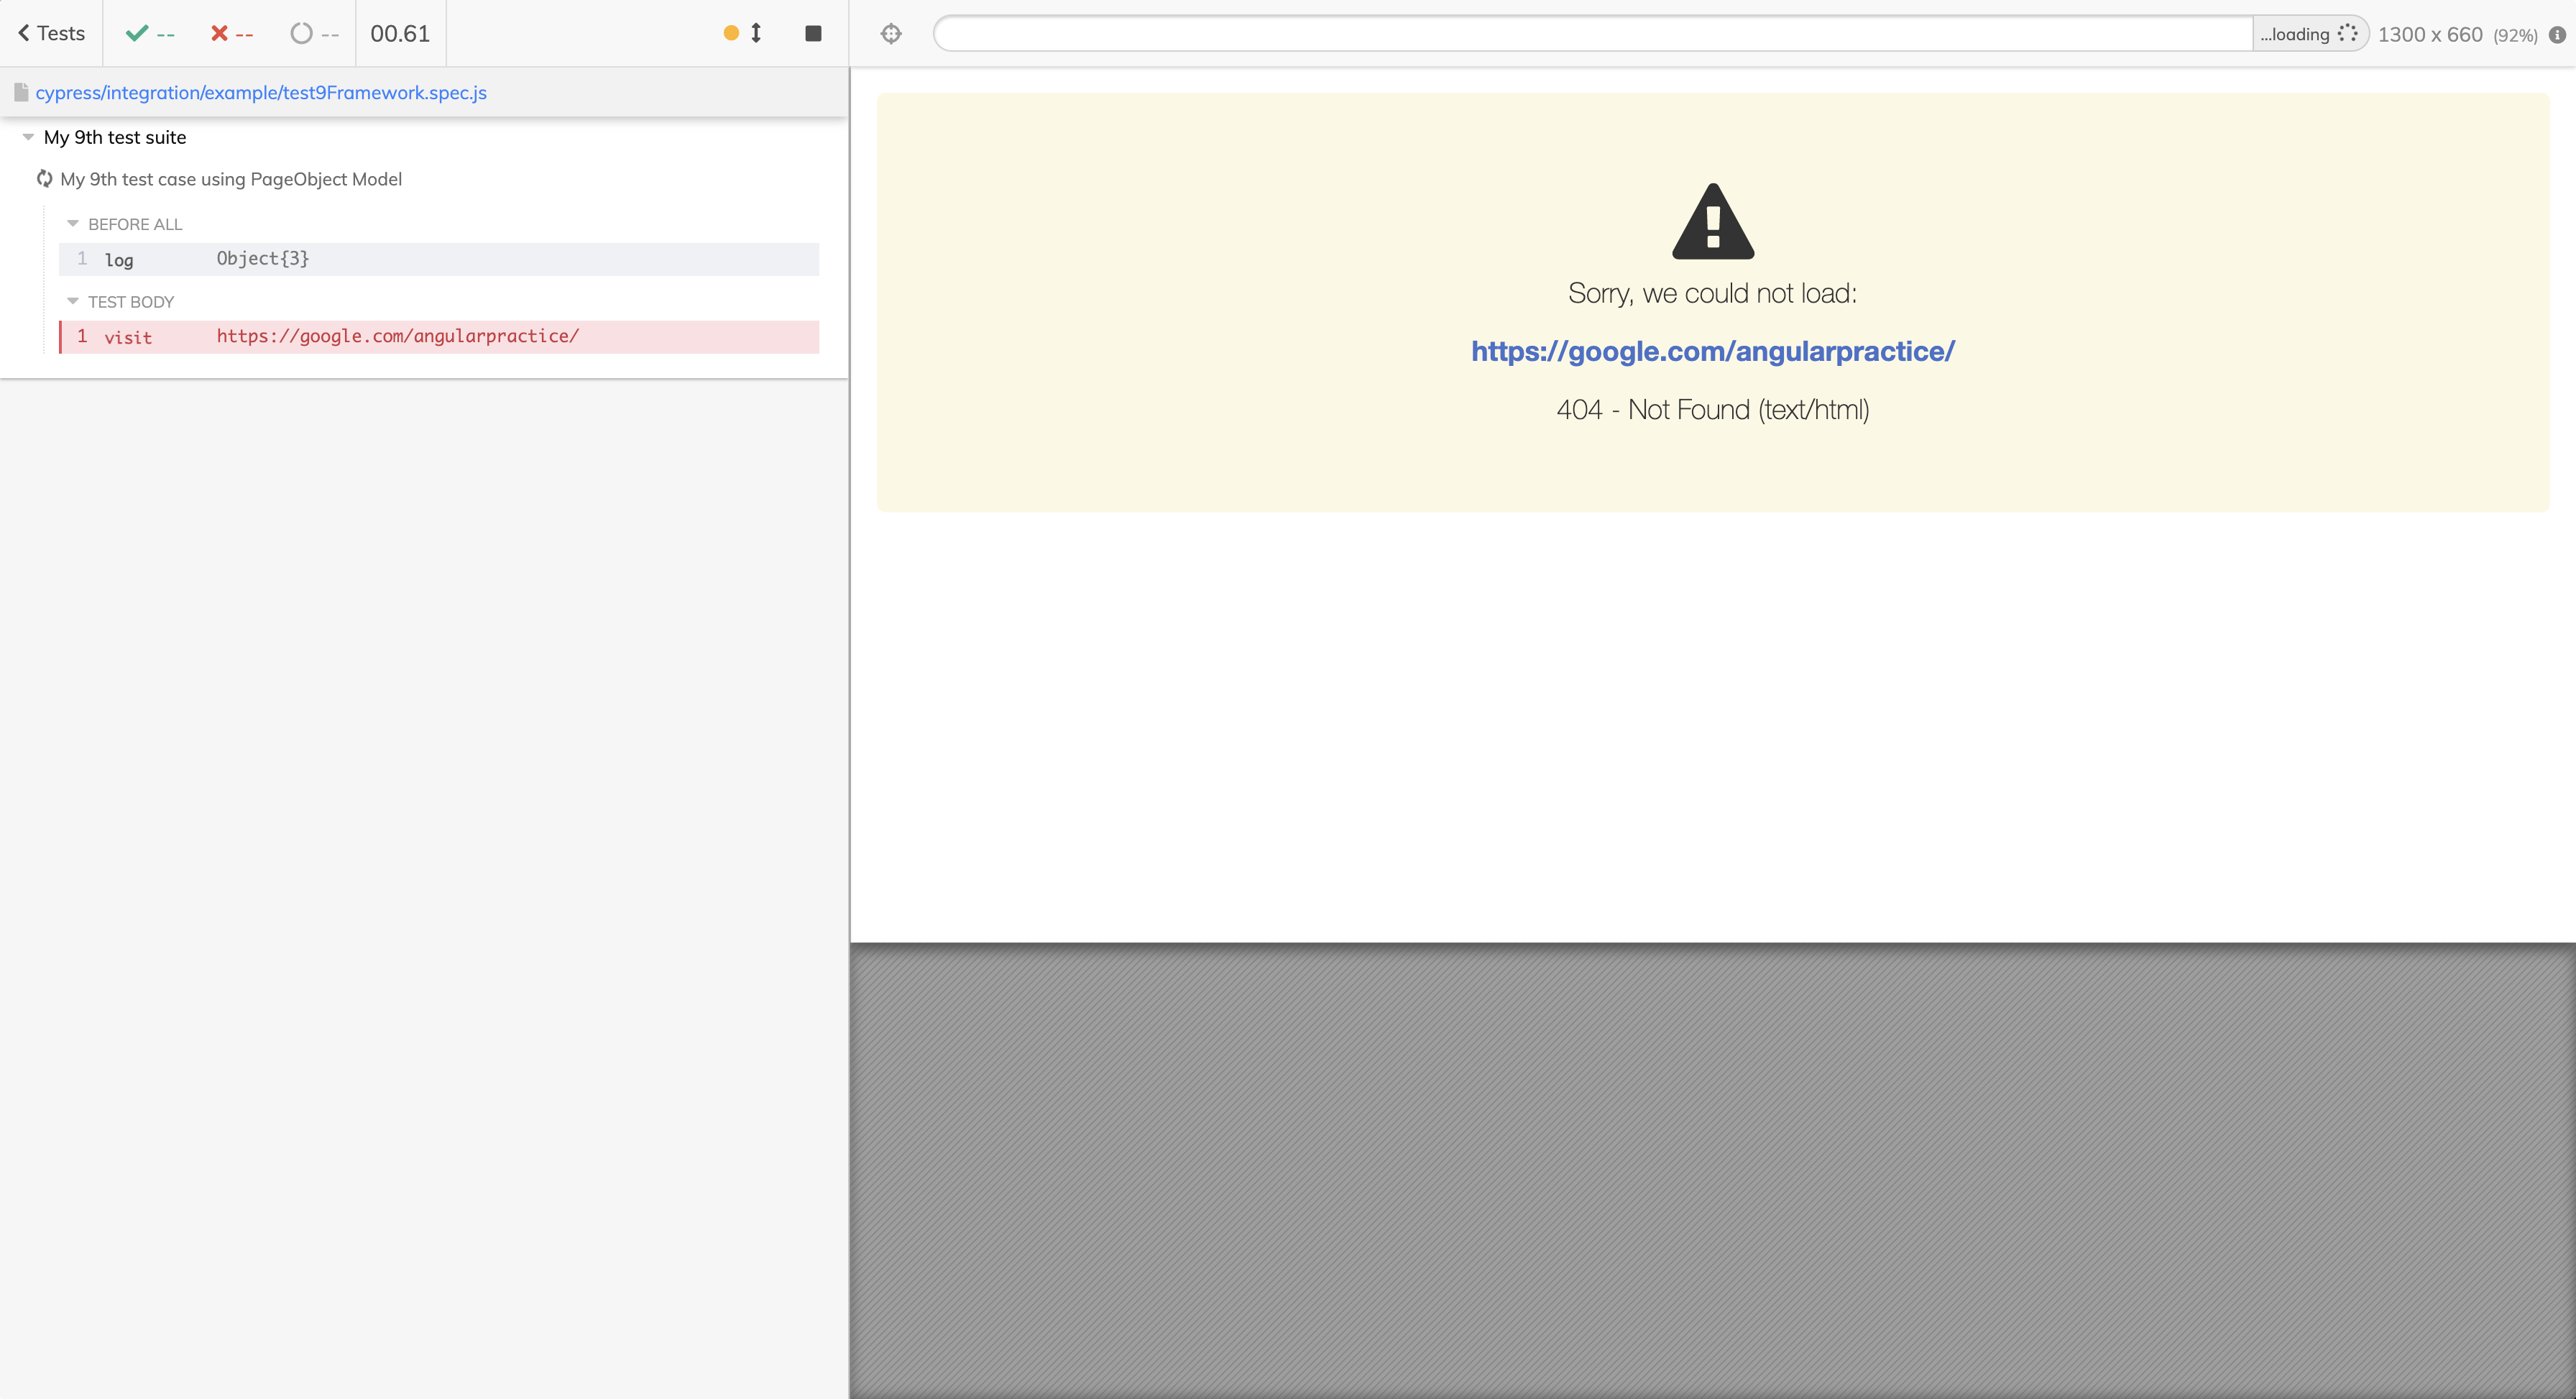 Tests
--
--
--
00.61
...loading
1300 x 660 (92%)
cypress/integration/example/test9Framework.spec.js
My 9th test suite
My 9th test case using PageObject Model
BEFORE ALL
1 log Object{3}
TEST BODY
1 visit https://google.com/angularpractice/
Sorry, we could not load:
https://google.com/angularpractice/
404 - Not Found (text/html)